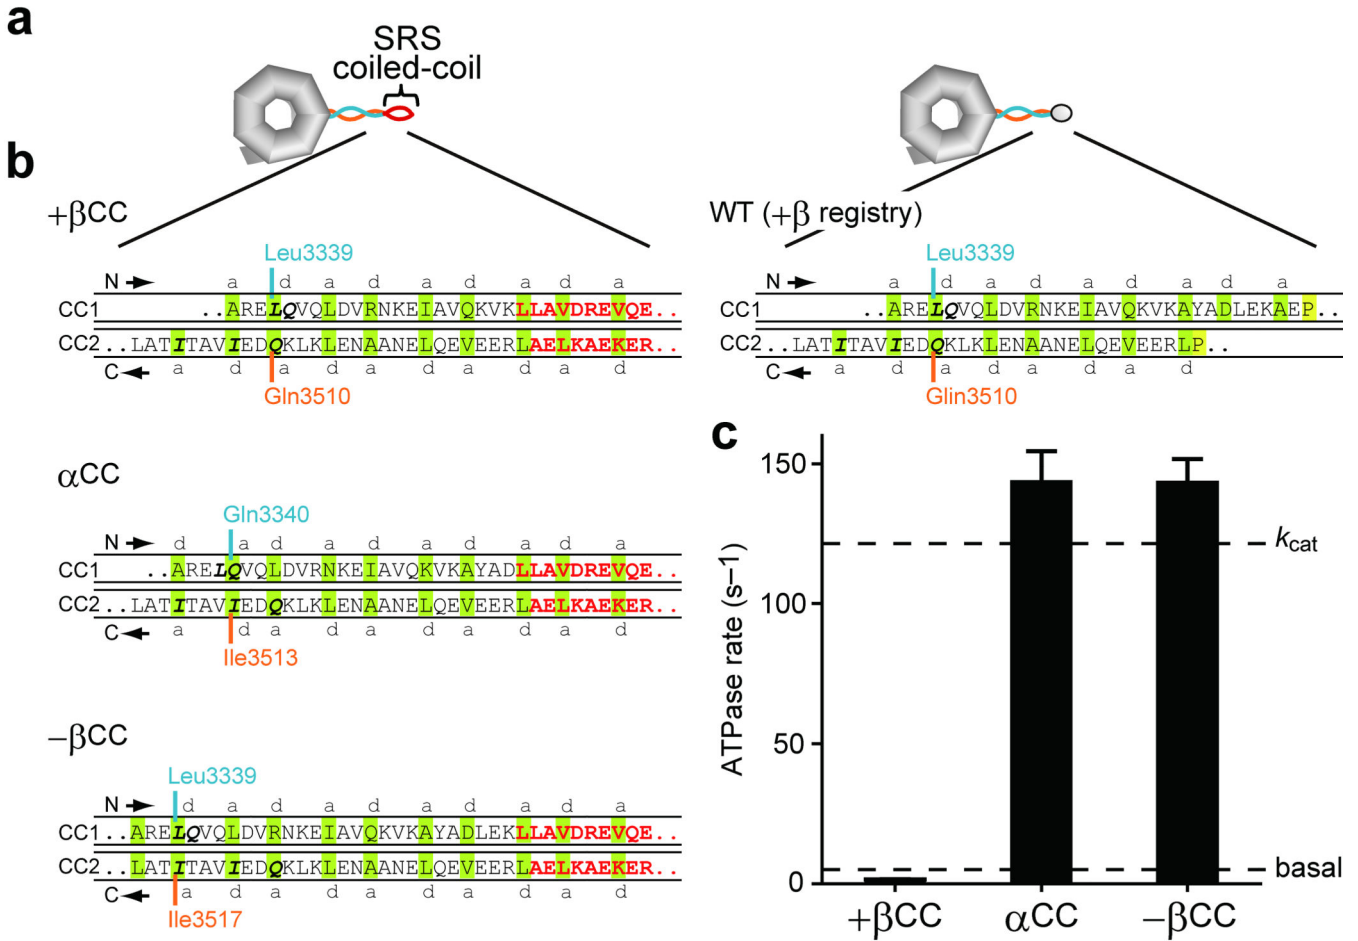 a
SRS
coiled-coil
b
+βCC
Leu3339
N a d a d a d a d a
CC1 ..ARELQVQLDVRNKEIAVQKVKLLAVDREVQE..
CC2 ..LATITAVIEDQKLKLENAANELQEVEERLAELKAEKER..
C a d a d a d a d a d
Gln3510
WT (+β registry)
Leu3339
N a d a d a d a d a
CC1 ..ARELQVQLDVRNKEIAVQKVKAYADLEKAEP..
CC2 ..LATITAVIEDQKLKLENAANELQEVEERLP..
C a d a d a d a d
Glin3510
αCC
Gln3340
N d a d a d a d a d a
CC1 ..ARELQVQLDVRNKEIAVQKVKAYADLLAVDREVQE..
CC2 ..LATITAVIEDQKLKLENAANELQEVEERLAELKAEKER..
C a d a d a d a d a d
Ile3513
−βCC
Leu3339
N d a d a d a d a d a
CC1 ..ARELQVQLDVRNKEIAVQKVKAYADLEKLLAVDREVQE..
CC2 ..LATITAVIEDQKLKLENAANELQEVEERLAELKAEKER..
C a d a d a d a d a d
Ile3517
c
ATPase rate (s–1)
150
100
50
0
kcat
basal
+βCC αCC −βCC